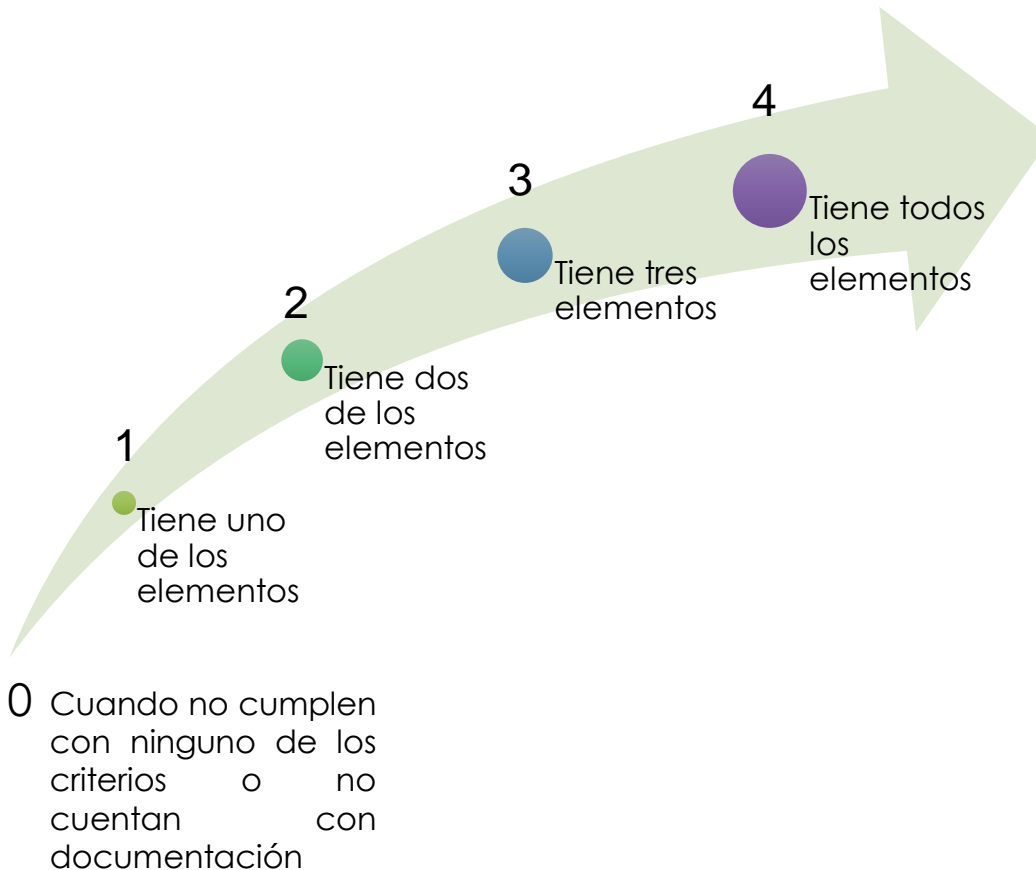 4
Tiene todos
los
elementos
3
Tiene tres
elementos
2
Tiene dos
de los
elementos
1
Tiene uno
de los
elementos
0 Cuando no cumplen
con ninguno de los
criterios o no
cuentan con
documentación